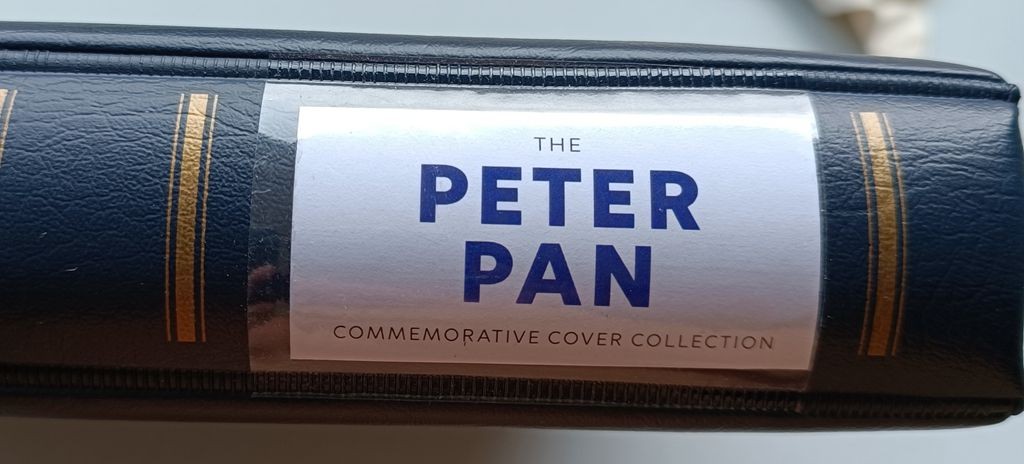 THE
PETER
PAN
COMMEMORATIVE COVER COLLECTION